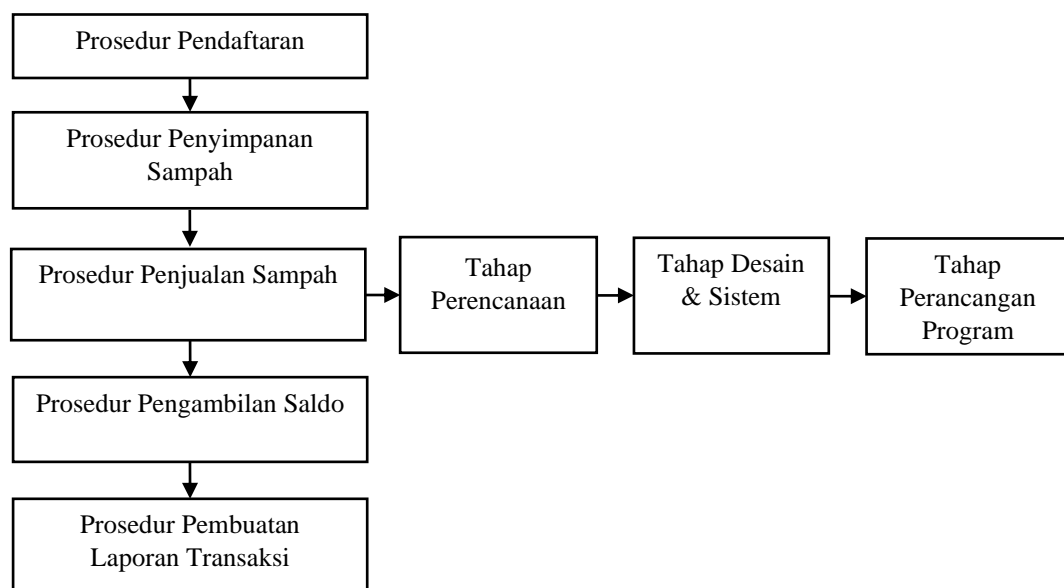 Prosedur Pendaftaran
Prosedur Penyimpanan
Sampah
Prosedur Penjualan Sampah
Tahap
Perencanaan
Tahap Desain
& Sistem
Tahap
Perancangan
Program
Prosedur Pengambilan Saldo
Prosedur Pembuatan
Laporan Transaksi